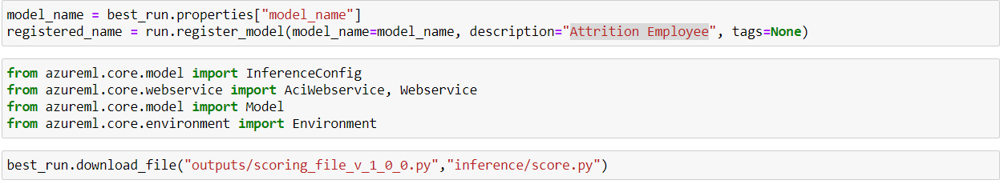 model_name = best_run.properties["model_name"]
registered_name = run.register_model(model_name=model_name, description="Attrition Employee", tags=None)
from azureml.core.model import InferenceConfig
from azureml.core.webservice import AciWebservice, Webservice
from azureml.core.model import Model
from azureml.core.environment import Environment
best_run.download_file("outputs/scoring_file_v_1_0_0.py","inference/score.py")